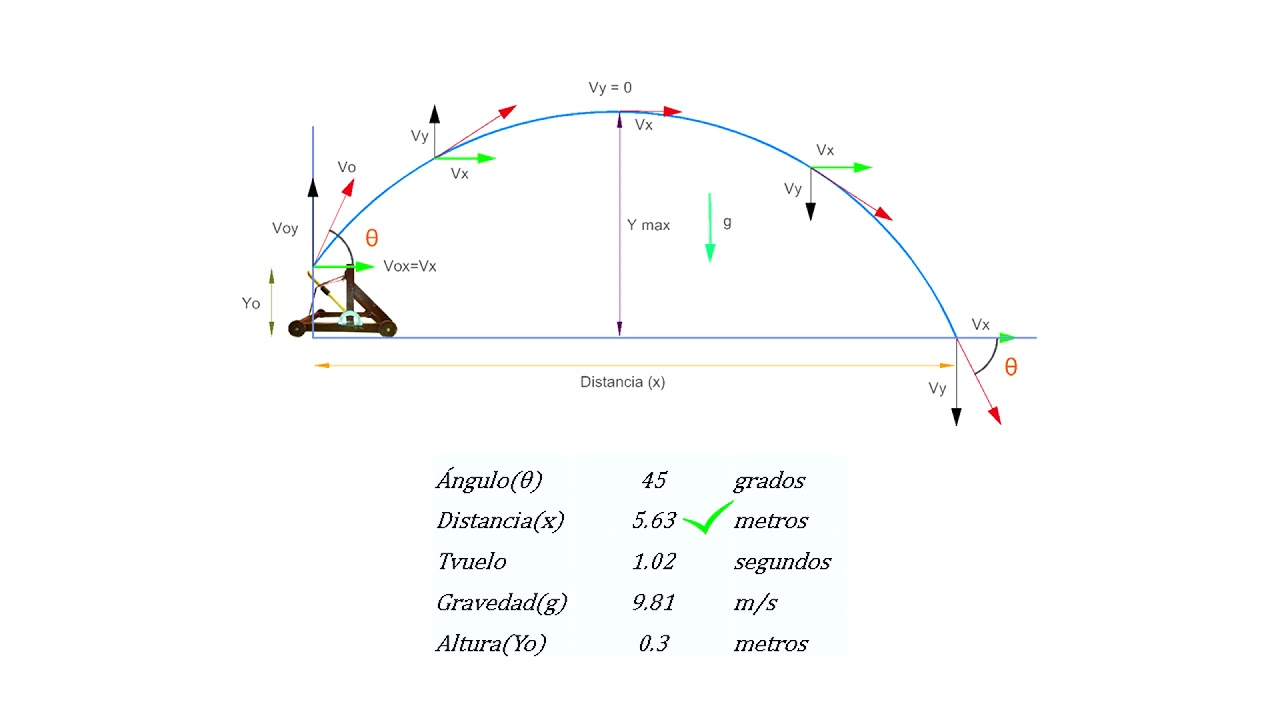 Vy = 0
Vy
Vx
Vx
Vo
Vx
Vy
Voy
θ
Y max
g
Vox=Vx
Yo
Vx
θ
Distancia (x)
Vy
Ángulo(θ) 45 grados
Distancia(x) 5.63 metros
Tvuelo 1.02 segundos
Gravedad(g) 9.81 m/s
Altura(Yo) 0.3 metros